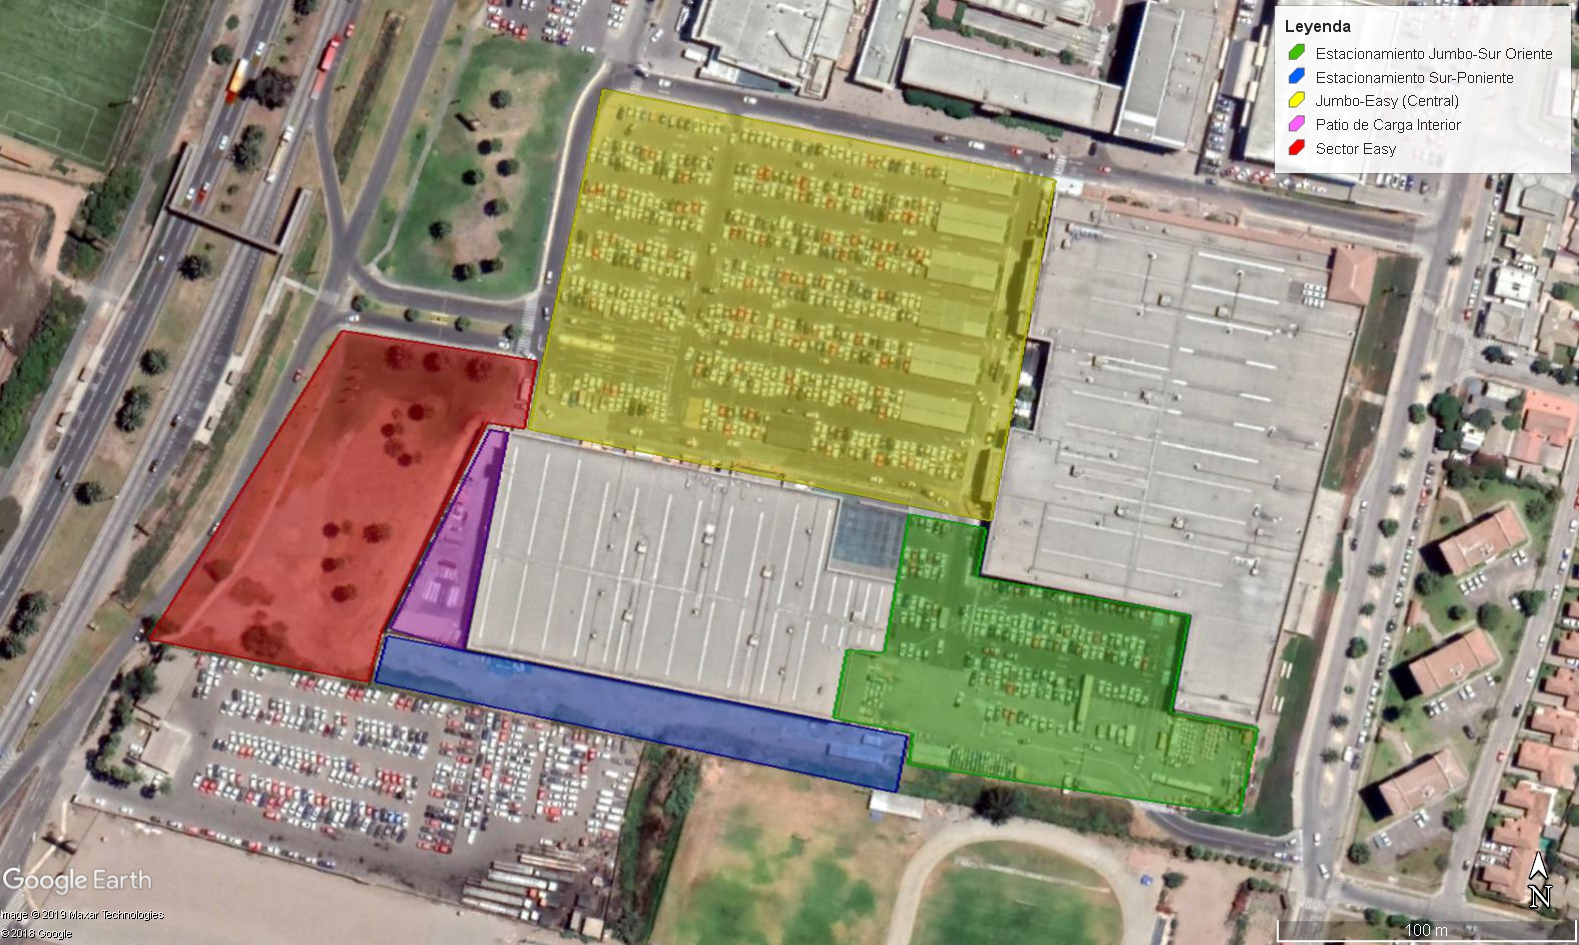 Leyenda
Estacionamiento Jumbo-Sur Oriente
Estacionamiento Sur-Poniente
Jumbo-Easy (Central)
Patio de Carga Interior
Sector Easy
Google Earth
mage © 2019 Maxar Technologies
© 2018 Google
N
100 m